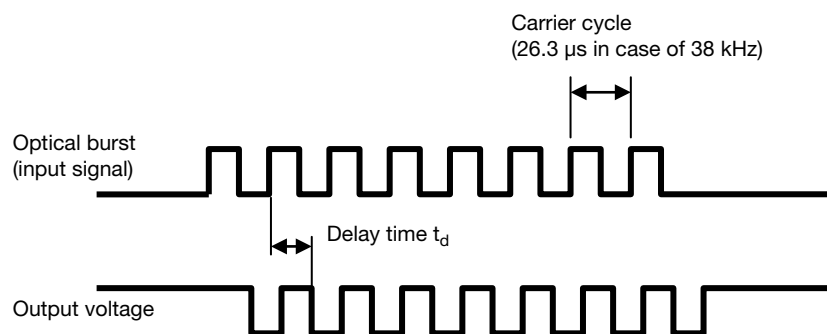 Carrier cycle
(26.3 µs in case of 38 kHz)
Optical burst
(input signal)
Delay time td
Output voltage